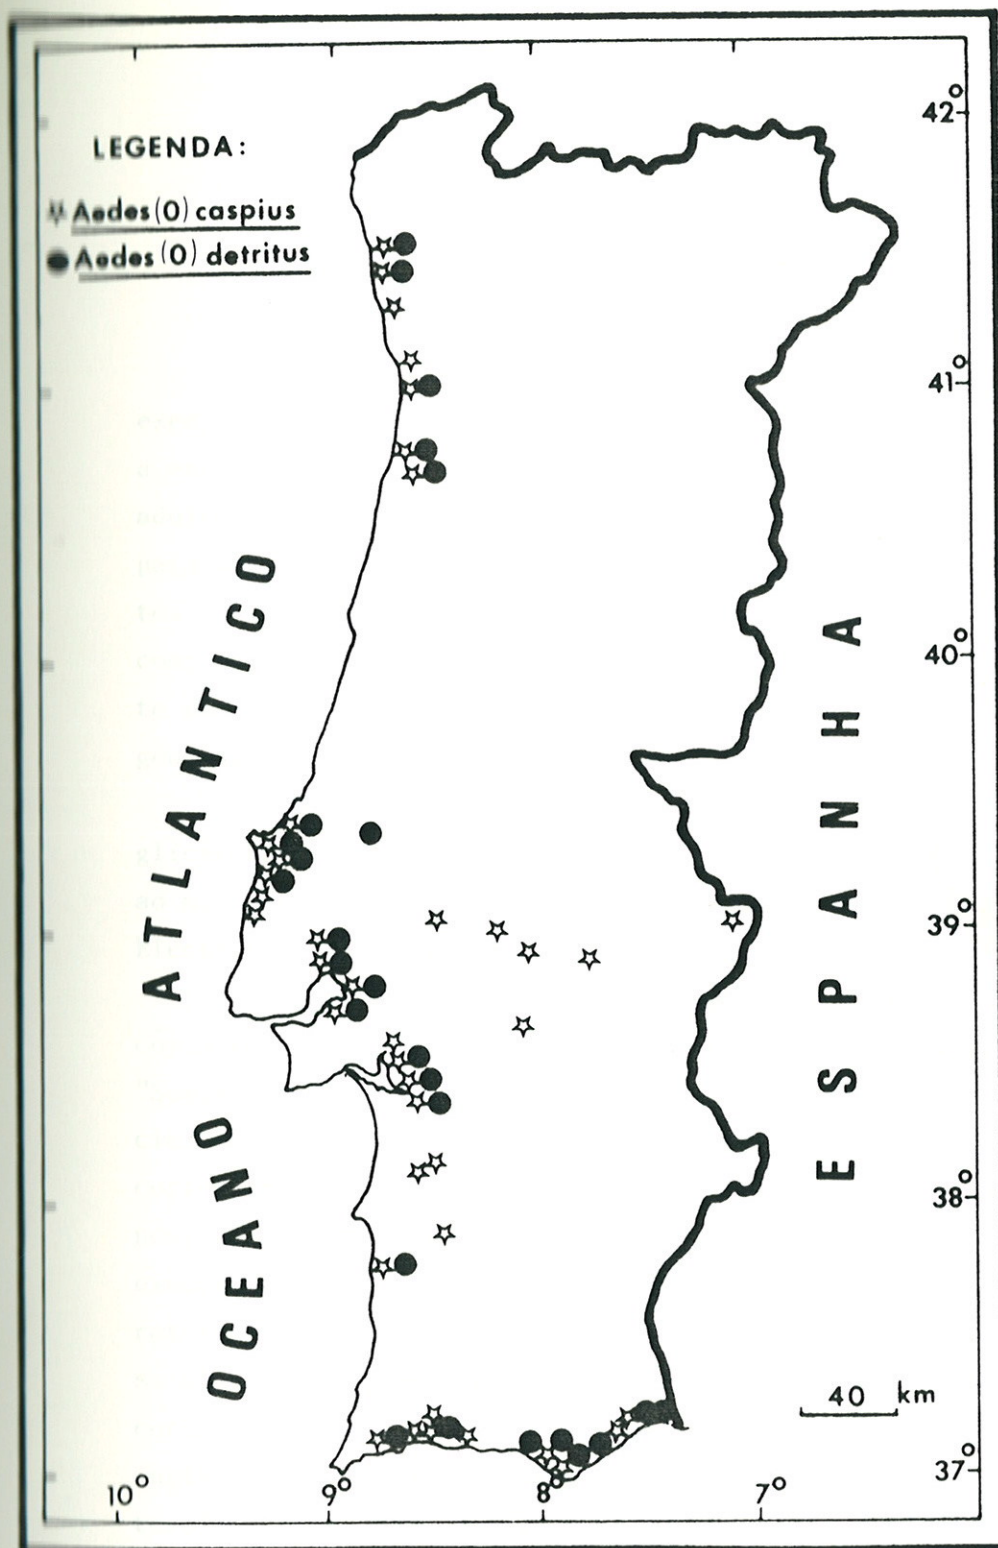 LEGENDA:
☆ Aedes (O) caspius
● Aedes (O) detritus
OCEANO ATLANTICO
ESPANHA
42°
41°
40°
39°
38°
37°
10°
9°
8°
7°
40 km